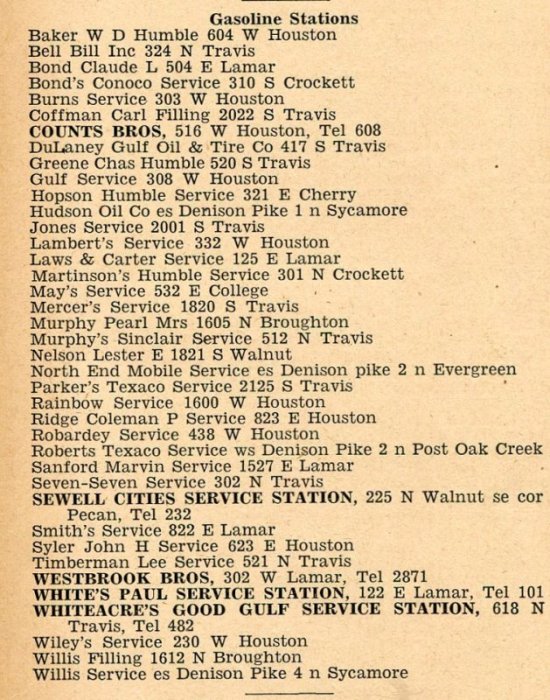 Gasoline Stations
Baker W D Humble 604 W Houston
Bell Bill Inc 324 N Travis
Bond Claude L 504 E Lamar
Bond's Conoco Service 310 S Crockett
Burns Service 303 W Houston
Coffman Carl Filling 2022 S Travis
COUNTS BROS, 516 W Houston, Tel 608
DuLaney Gulf Oil & Tire Co 417 S Travis
Greene Chas Humble 520 S Travis
Gulf Service 308 W Houston
Hopson Humble Service 321 E Cherry
Hudson Oil Co es Denison Pike 1 n Sycamore
Jones Service 2001 S Travis
Lambert's Service 332 W Houston
Laws & Carter Service 125 E Lamar
Martinson's Humble Service 301 N Crockett
May's Service 532 E College
Mercer's Service 1820 S Travis
Murphy Pearl Mrs 1605 N Broughton
Murphy's Sinclair Service 512 N Travis
Nelson Lester E 1821 S Walnut
North End Mobile Service es Denison pike 2 n Evergreen
Parker's Texaco Service 2125 S Travis
Rainbow Service 1600 W Houston
Ridge Coleman P Service 823 E Houston
Robardey Service 438 W Houston
Roberts Texaco Service ws Denison Pike 2 n Post Oak Creek
Sanford Marvin Service 1527 E Lamar
Seven-Seven Service 302 N Travis
SEWELL CITIES SERVICE STATION, 225 N Walnut se cor
Pecan, Tel 232
Smith's Service 822 E Lamar
Syler John H Service 623 E Houston
Timberman Lee Service 521 N Travis
WESTBROOK BROS, 302 W Lamar, Tel 2871
WHITE'S PAUL SERVICE STATION, 122 E Lamar, Tel 101
WHITEACRE'S GOOD GULF SERVICE STATION, 618 N
Travis, Tel 482
Wiley's Service 230 W Houston
Willis Filling 1612 N Broughton
Willis Service es Denison Pike 4 n Sycamore